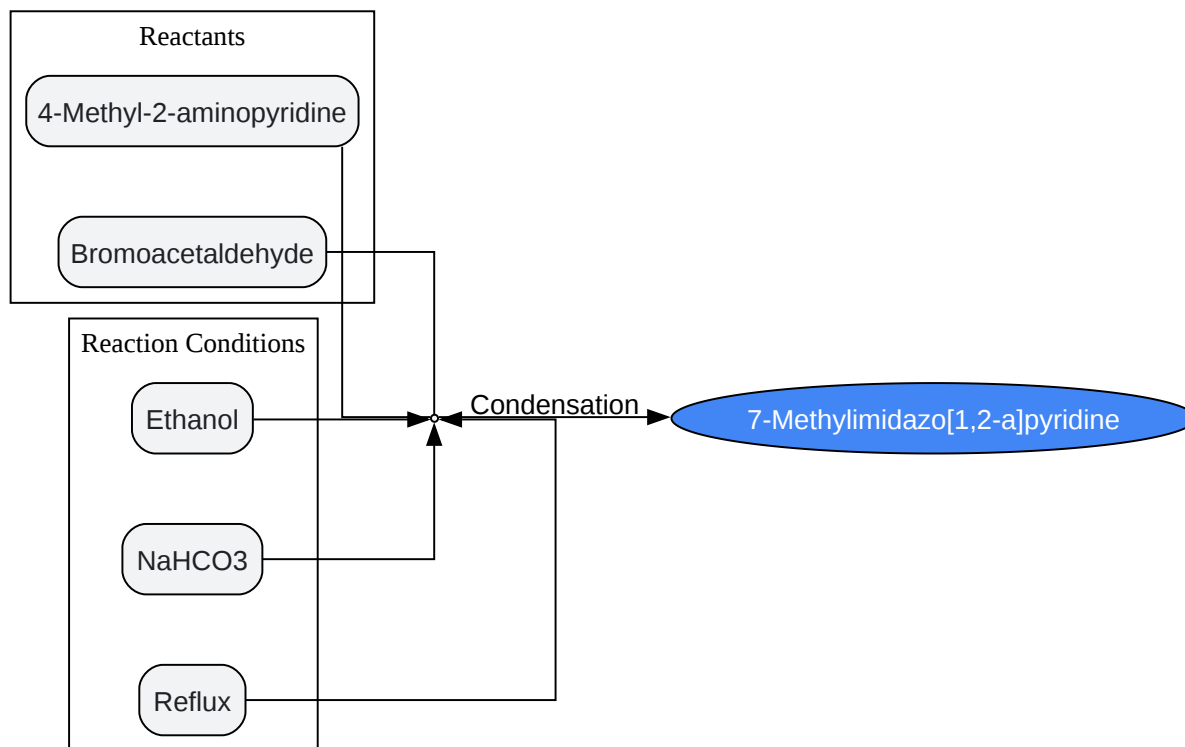 Reactants
4-Methyl-2-aminopyridine
Bromoacetaldehyde
Reaction Conditions
Ethanol
NaHCO3
Reflux
Condensation
7-Methylimidazo[1,2-a]pyridine